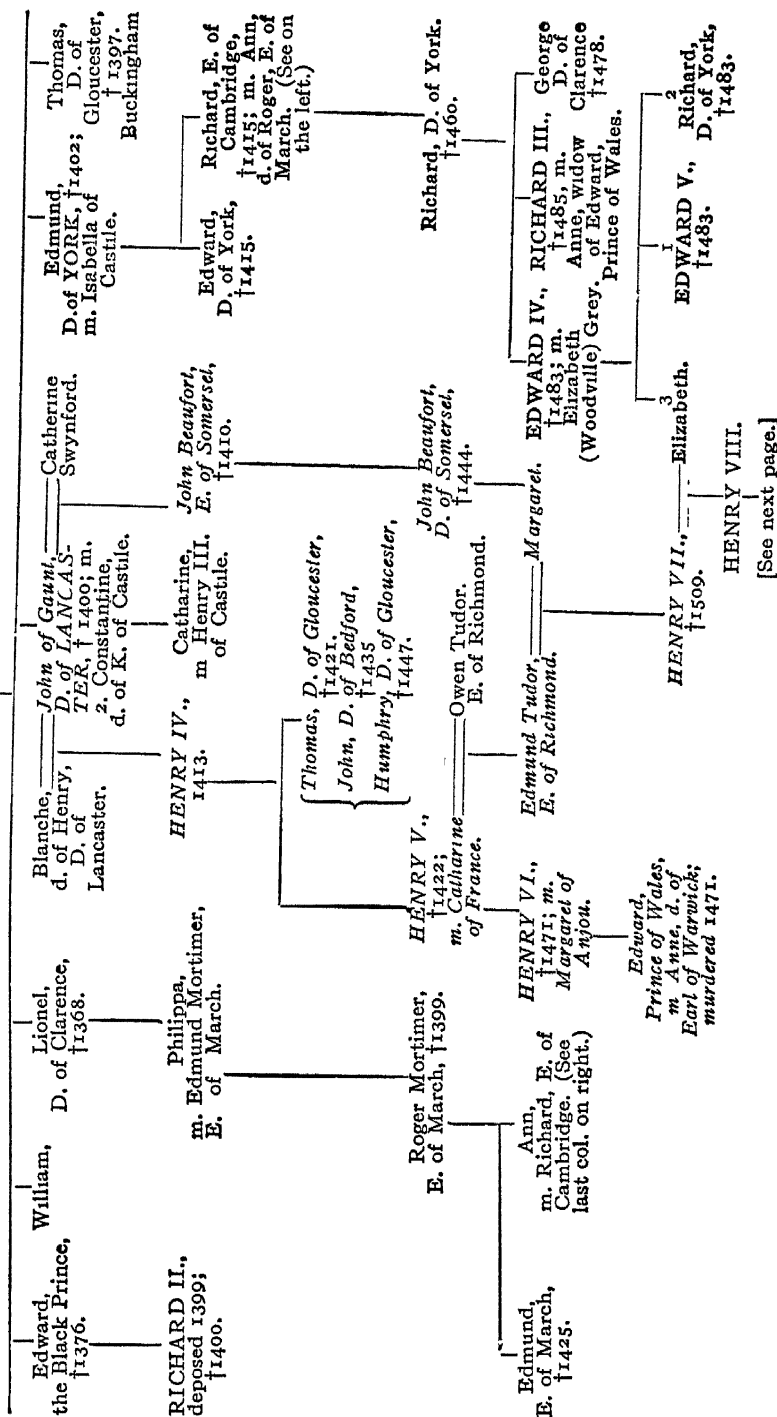 Edward,
the Black Prince,
†1376.
William,
Lionel,
D. of Clarence,
†1368.
Blanche,
d. of Henry,
D. of
Lancaster.
John of Gaunt,
D. of LANCAS-
TER, † 1400; m.
2. Constantine,
d. of K. of Castile.
Catherine
Swynford.
Edmund,
D. of YORK, †1402;
m. Isabella of
Castile.
Thomas,
D. of
Gloucester,
† 1397.
Buckingham
RICHARD II.,
deposed 1399;
†1400.
Philippa,
m. Edmund Mortimer,
E. of March.
HENRY IV.,
1413.
Catharine,
m Henry III.
of Castile.
John Beaufort,
E. of Somersel,
†1410.
Edward,
D. of York,
†1415.
Richard, E. of
Cambridge,
†1415; m. Ann,
d. of Roger, E. of
March. (See on
the left.)
Thomas, D. of Gloucester,
†1421.
John, D. of Bedford,
†1435
Humphry, D. of Gloucester,
†1447.
Roger Mortimer,
E. of March, †1399.
HENRY V.,
†1422;
m. Catharine
of France.
Owen Tudor.
E. of Richmond.
John Beaufort,
D. of Somersel,
†1444.
Richard, D. of York.
†1460.
Edmund,
E. of March,
†1425.
Ann,
m. Richard, E. of
Cambridge. (See
last col. on right.)
HENRY VI.,
†1471; m.
Margaret of
Anjou.
Edmund Tudor,
E. of Richmond.
Margaret.
EDWARD IV.,
†1483; m.
Elizabeth
(Woodville) Grey.
RICHARD III.,
†1485, m.
Anne, widow
of Edward,
Prince of Wales.
George
D. of
Clarence
†1478.
Edward,
Prince of Wales,
m Anne, d. of
Earl of Warwick;
murdered 1471.
HENRY VII.,
†1509.
3
Elizabeth.
1
EDWARD V.,
†1483.
2
Richard,
D. of York,
†1483.
HENRY VIII.
[See next page.]